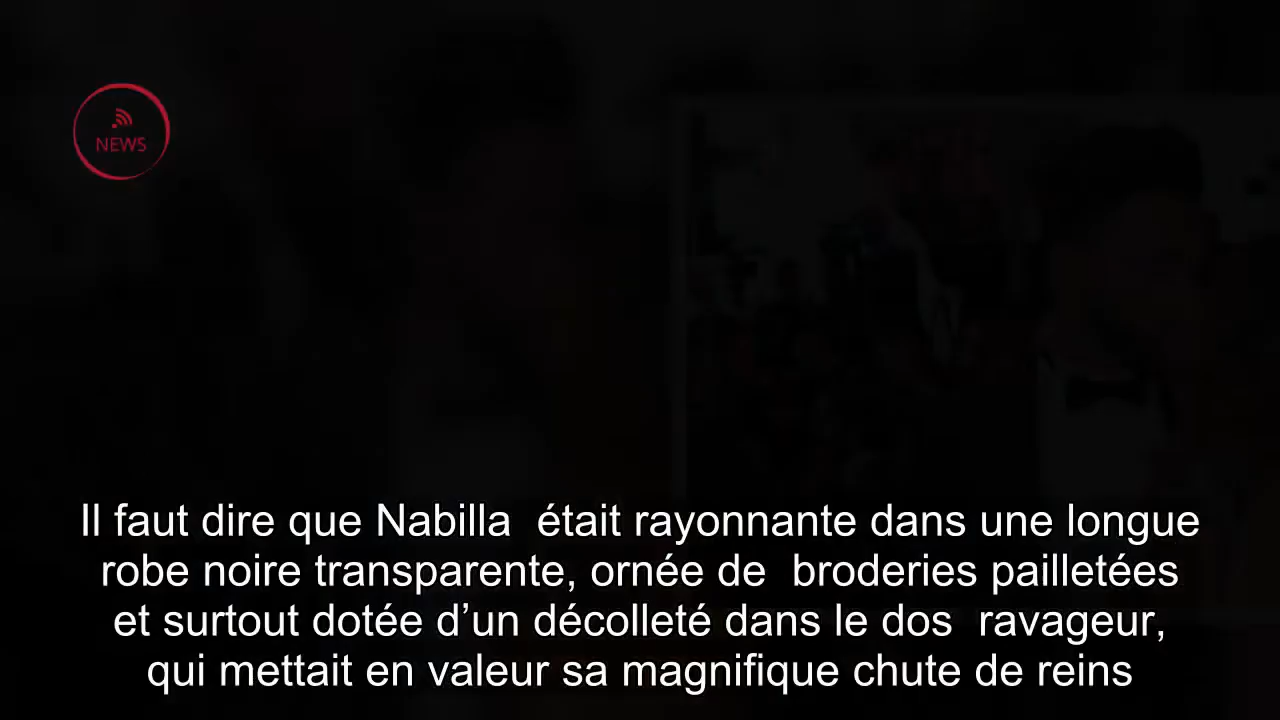 NEWS
Il faut dire que Nabilla  était rayonnante dans une longue
robe noire transparente, ornée de  broderies pailletées
et surtout dotée d’un décolleté dans le dos  ravageur,
qui mettait en valeur sa magnifique chute de reins